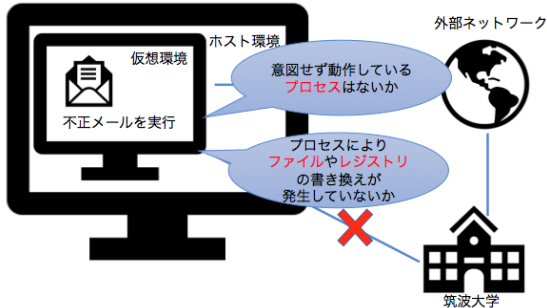 ホスト環境
仮想環境
不正メールを実行
意図せず動作している
プロセスはないか
プロセスにより
ファイルやレジストリ
の書き換えが
発生していないか
外部ネットワーク
筑波大学